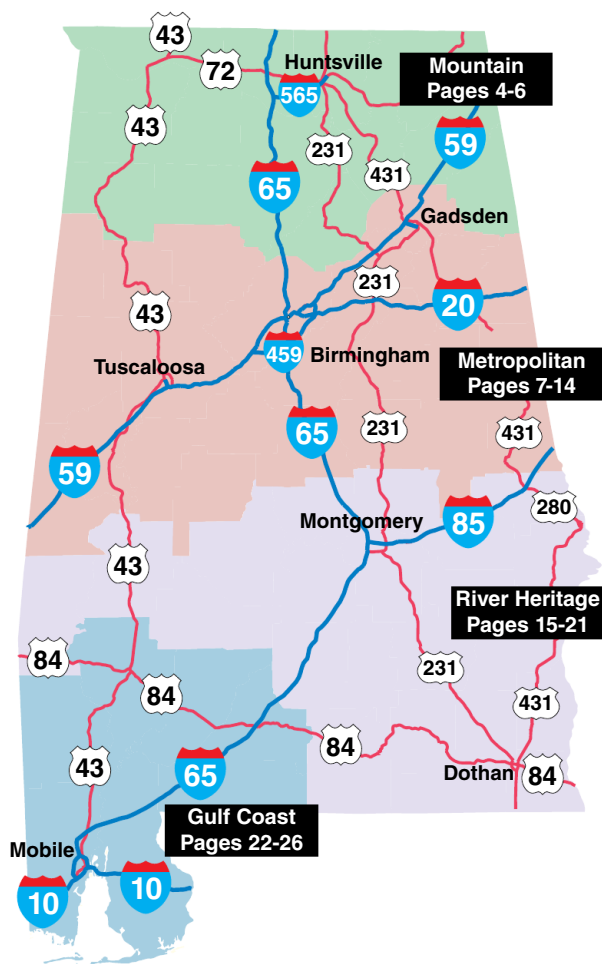 43
72
Huntsville
565
Mountain
Pages 4-6
43
231
59
65
431
Gadsden
231
20
43
459
Birmingham
Tuscaloosa
Metropolitan
Pages 7-14
65
231
431
59
280
Montgomery
85
43
River Heritage
Pages 15-21
84
84
231
431
84
43
65
Dothan
84
Gulf Coast
Pages 22-26
Mobile
10
10